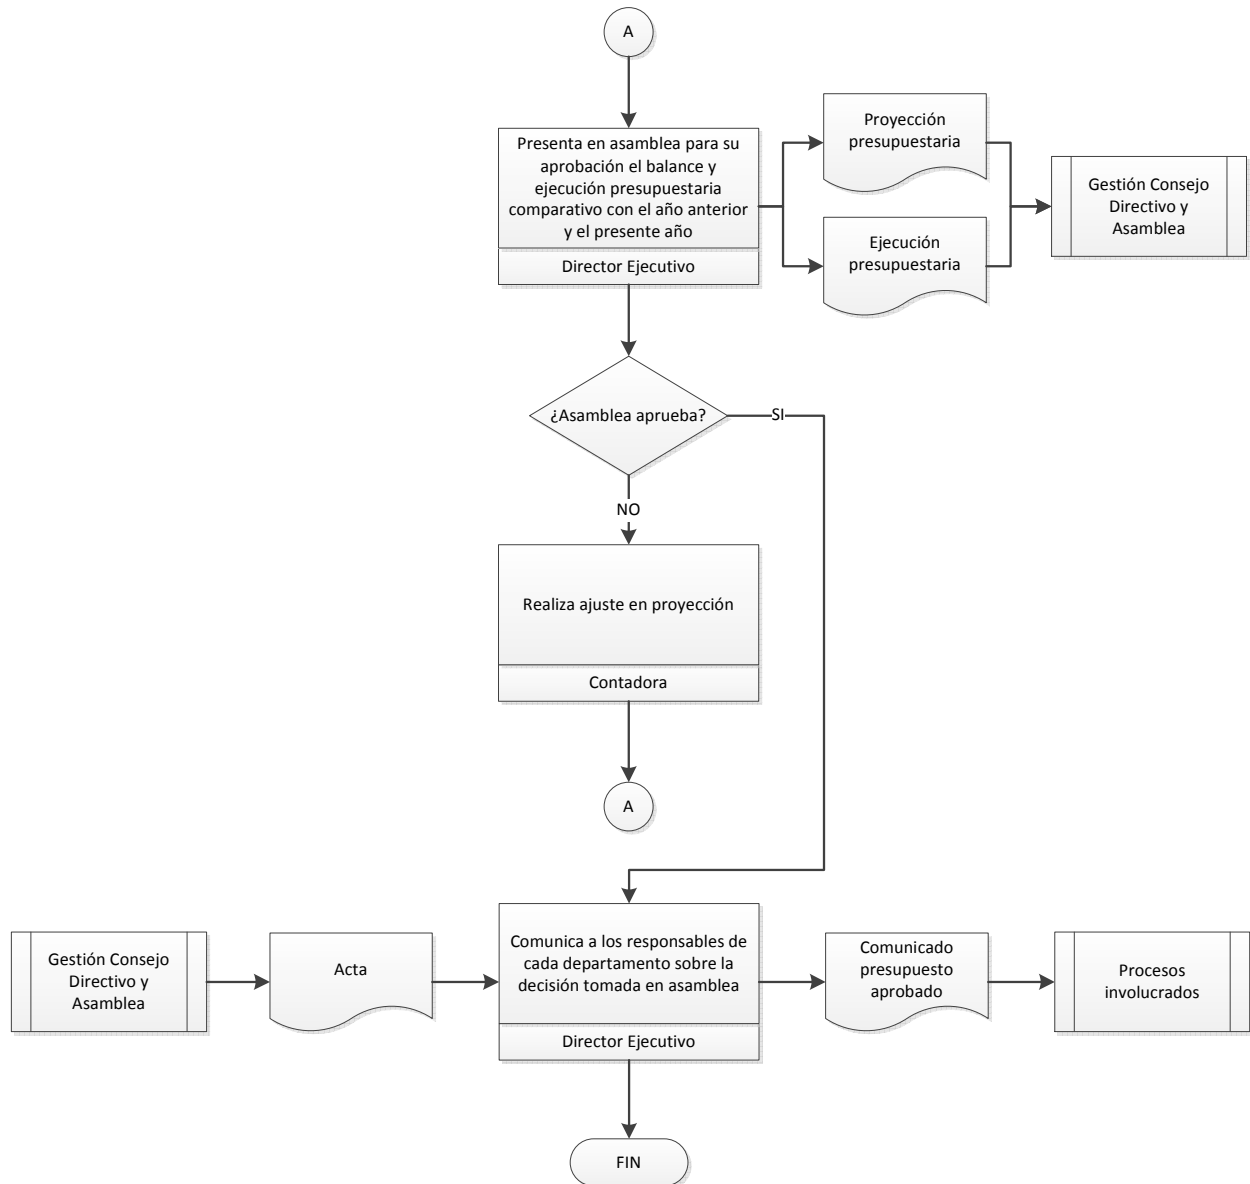 A
Presenta en asamblea para su
aprobación el balance y
ejecución presupuestaria
comparativo con el año anterior
y el presente año
Director Ejecutivo
Proyección
presupuestaria
Ejecución
presupuestaria
Gestión Consejo
Directivo y
Asamblea
¿Asamblea aprueba?
SI
NO
Realiza ajuste en proyección
Contadora
A
Gestión Consejo
Directivo y
Asamblea
Acta
Comunica a los responsables de
cada departamento sobre la
decisión tomada en asamblea
Director Ejecutivo
Comunicado
presupuesto
aprobado
Procesos
involucrados
FIN